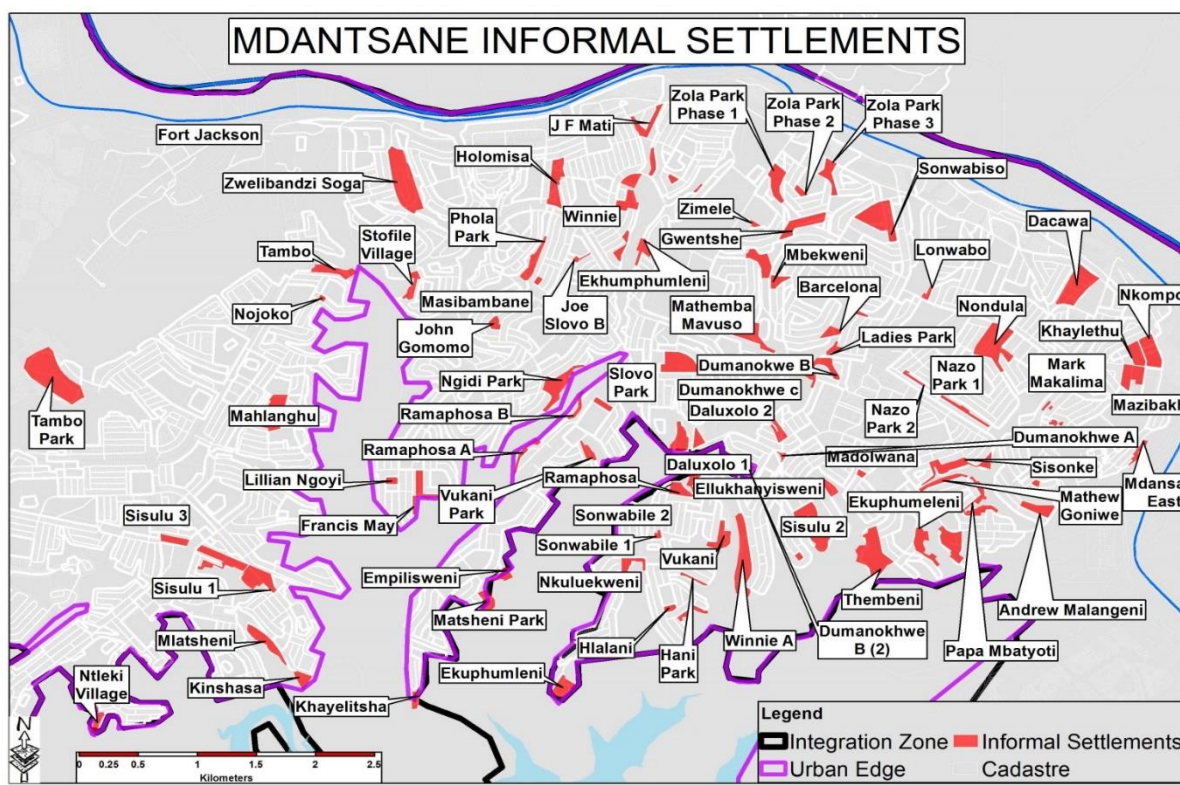 MDANTSANE INFORMAL SETTLEMENTS
Fort Jackson
J F Mati
Zola Park
Phase 1
Zola Park
Phase 2
Zola Park
Phase 3
Holomisa
Zwelibandzi Soga
Sonwabiso
Winnie
Zimele
Dacawa
Phola
Park
Gwentshe
Stofile
Village
Tambo
Lonwabo
Mbekweni
Ekhumphumleni
Masibambane
Joe
Slovo B
Barcelona
Nkompo
Nojoko
Mathemba
Mavuso
Nondula
John
Gomomo
Khaylethu
Ladies Park
Dumanokwe B
Nazo
Park 1
Mark
Makalima
Slovo
Park
Ngidi Park
Dumanokhwe c
Tambo
Park
Mahlanghu
Ramaphosa B
Daluxolo 2
Nazo
Park 2
Mazibakh
Dumanokhwe A
Ramaphosa A
Madolwana
Daluxolo 1
Sisonke
Lillian Ngoyi
Vukani
Park
Ramaphosa
Ellukhanyisweni
Ekuphumeleni
Mathew
Goniwe
Mdansa
East
Francis May
Sisulu 3
Sonwabile 2
Sisulu 2
Sonwabile 1
Vukani
Empilisweni
Nkuluekweni
Sisulu 1
Thembeni
Andrew Malangeni
Matsheni Park
Mlatsheni
Hlalani
Hani
Park
Winnie A
Dumanokhwe
B (2)
Papa Mbatyoti
Ekuphumleni
Ntleki
Village
Kinshasa
Khayelitsha
Legend
Integration Zone
Informal Settlements
Urban Edge
Cadastre
N
0 0.25 0.5 1 1.5 2 2.5
Kilometers